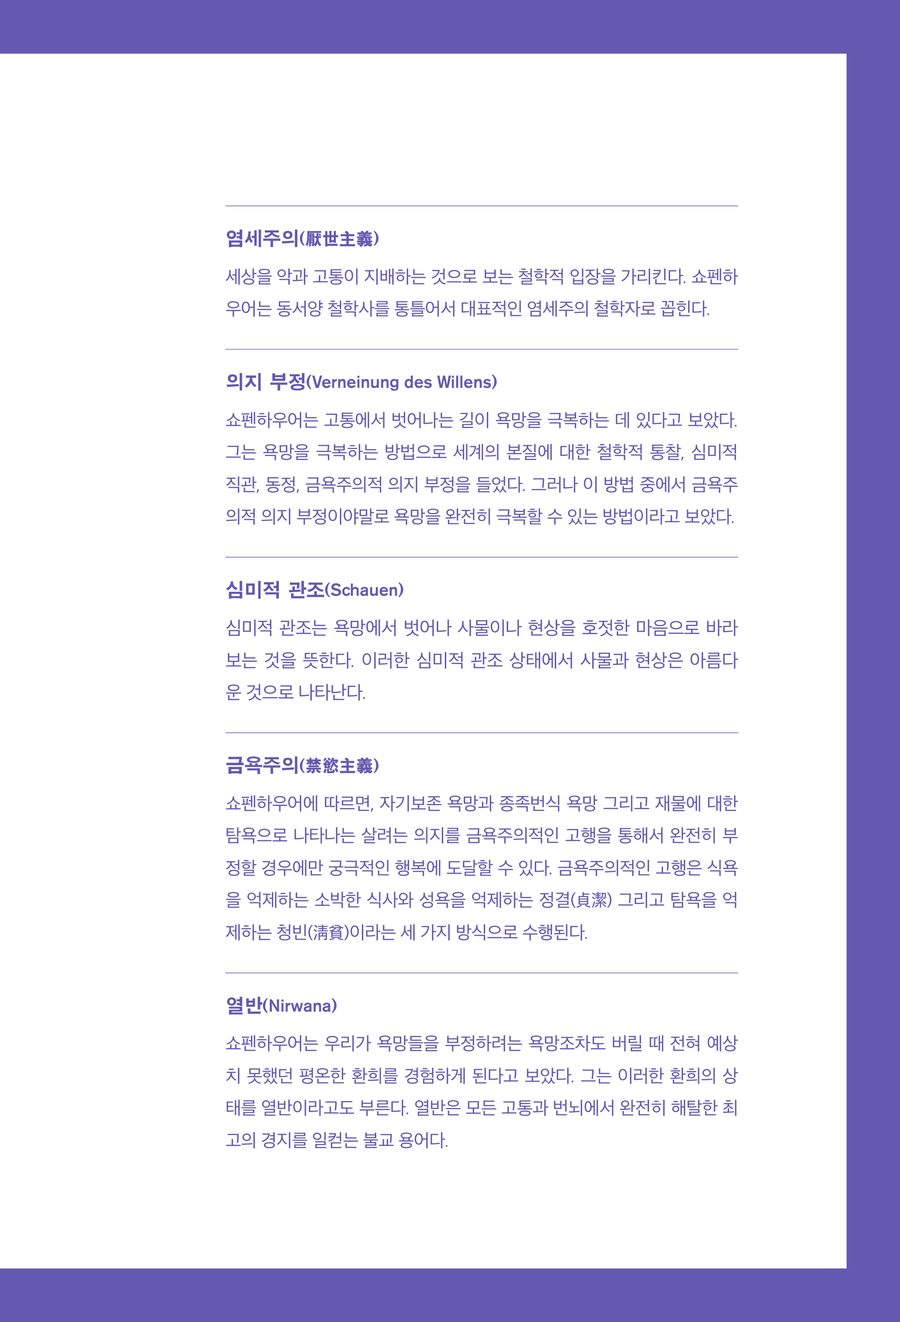 염세주의(厭世主義)
세상을 악과 고통이 지배하는 것으로 보는 철학적 입장을 가리킨다. 쇼펜하
우어는 동서양 철학사를 통틀어서 대표적인 염세주의 철학자로 꼽힌다.
의지 부정(Verneinung des Willens)
쇼펜하우어는 고통에서 벗어나는 길이 욕망을 극복하는 데 있다고 보았다.
그는 욕망을 극복하는 방법으로 세계의 본질에 대한 철학적 통찰, 심미적
직관, 동정, 금욕주의적 의지 부정을 들었다. 그러나 이 방법 중에서 금욕주
의적 의지 부정이야말로 욕망을 완전히 극복할 수 있는 방법이라고 보았다.
심미적 관조(Schauen)
심미적 관조는 욕망에서 벗어나 사물이나 현상을 호젓한 마음으로 바라
보는 것을 뜻한다. 이러한 심미적 관조 상태에서 사물과 현상은 아름다
운 것으로 나타난다.
금욕주의(禁慾主義)
쇼펜하우어에 따르면, 자기보존 욕망과 종족번식 욕망 그리고 재물에 대한
탐욕으로 나타나는 살려는 의지를 금욕주의적인 고행을 통해서 완전히 부
정할 경우에만 궁극적인 행복에 도달할 수 있다. 금욕주의적인 고행은 식욕
을 억제하는 소박한 식사와 성욕을 억제하는 정결(貞潔) 그리고 탐욕을 억
제하는 청빈(淸貧)이라는 세 가지 방식으로 수행된다.
열반(Nirwana)
쇼펜하우어는 우리가 욕망들을 부정하려는 욕망조차도 버릴 때 전혀 예상
치 못했던 평온한 환희를 경험하게 된다고 보았다. 그는 이러한 환희의 상
태를 열반이라고도 부른다. 열반은 모든 고통과 번뇌에서 완전히 해탈한 최
고의 경지를 일컫는 불교 용어다.